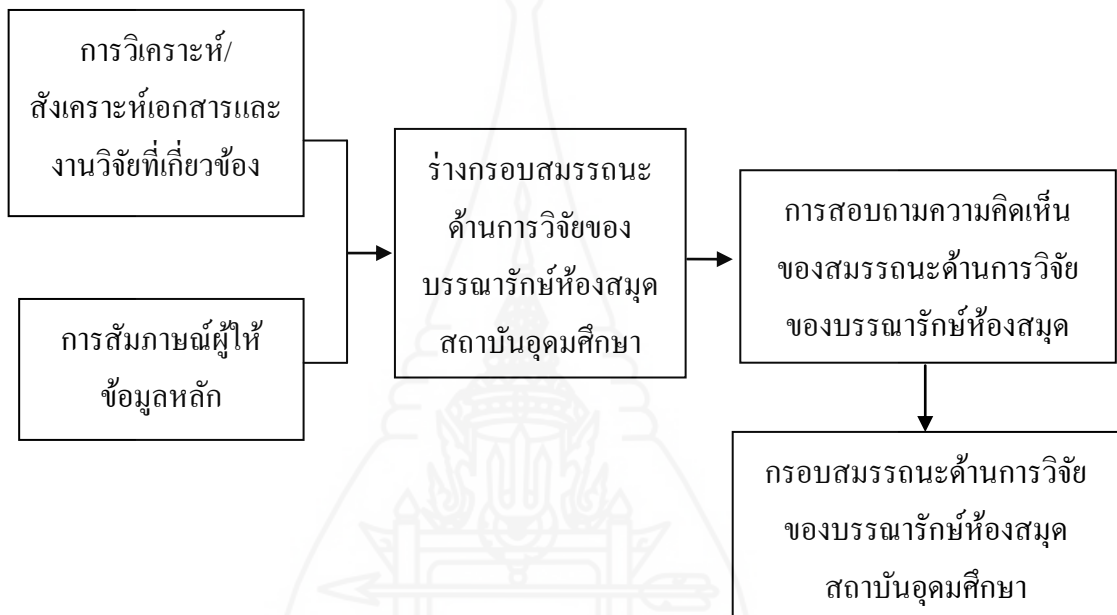 การวิเคราะห์/
สังเคราะห์เอกสารและ
งานวิจัยที่เกี่ยวข้อง
การสัมภาษณ์ผู้ให้
ข้อมูลหลัก
ร่างกรอบสมรรถนะ
ด้านการวิจัยของ
บรรณารักษ์ห้องสมุด
สถาบันอุดมศึกษา
การสอบถามความคิดเห็น
ของสมรรถนะด้านการวิจัย
ของบรรณารักษ์ห้องสมุด
กรอบสมรรถนะด้านการวิจัย
ของบรรณารักษ์ห้องสมุด
สถาบันอุดมศึกษา